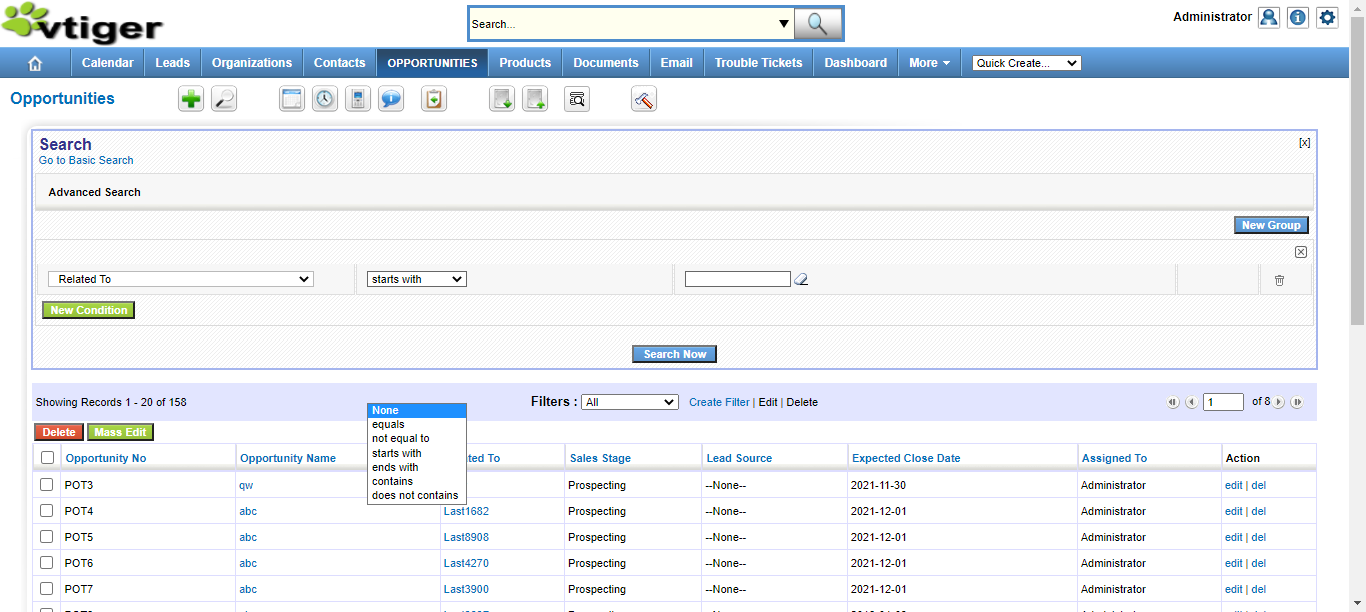 vtiger
Search...
Administrator
Calendar Leads Organizations Contacts OPPORTUNITIES Products Documents Email Trouble Tickets Dashboard More Quick Create...
Opportunities
Search [x]
Go to Basic Search
Advanced Search
New Group
Related To starts with
New Condition
Search Now
Showing Records 1 - 20 of 158 Filters : All Create Filter | Edit | Delete 1 of 8
None
equals
not equal to
starts with
ends with
contains
does not contains
Delete Mass Edit
Opportunity No Opportunity Name ted To Sales Stage Lead Source Expected Close Date Assigned To Action
POT3 qw Prospecting --None-- 2021-11-30 Administrator edit | del
POT4 abc Last1682 Prospecting --None-- 2021-12-01 Administrator edit | del
POT5 abc Last8908 Prospecting --None-- 2021-12-01 Administrator edit | del
POT6 abc Last4270 Prospecting --None-- 2021-12-01 Administrator edit | del
POT7 abc Last3900 Prospecting --None-- 2021-12-01 Administrator edit | del